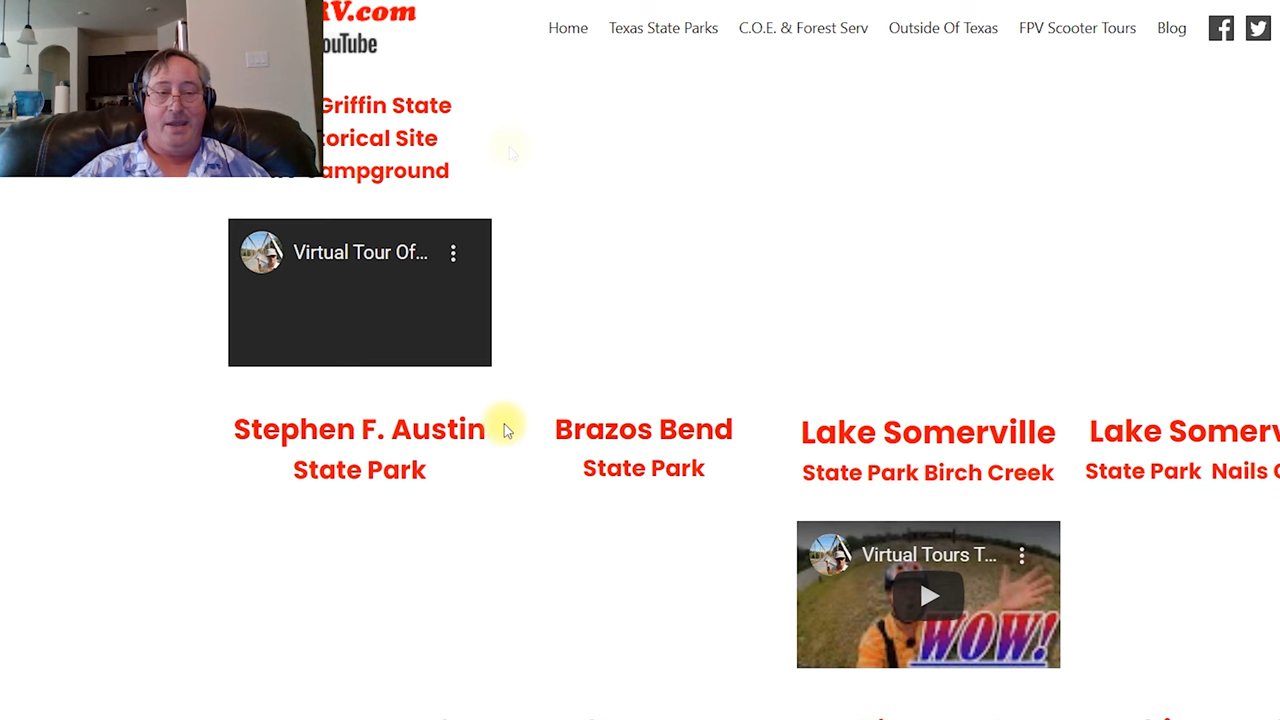 RV.com
ouTube
Home Texas State Parks C.O.E. & Forest Serv Outside Of Texas FPV Scooter Tours Blog
Griffin State
torical Site
ampground
Virtual Tour Of...
Stephen F. Austin
State Park
Brazos Bend
State Park
Lake Somerville
State Park Birch Creek
Lake Somerv
State Park Nails
Virtual Tours T...
WOW!